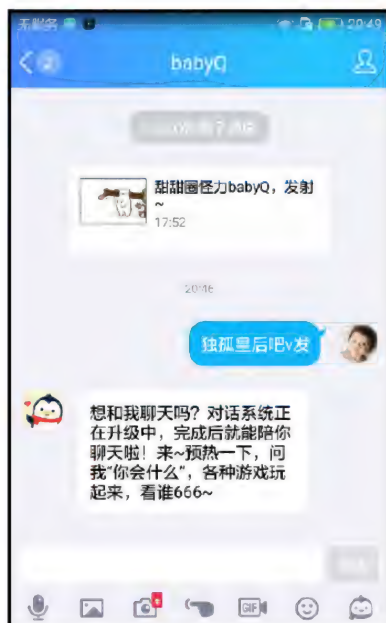 无服务
20:49
2
babyQ
甜甜圈怪力babyQ，发射
~
17:52
20:46
独孤皇后吧v发
想和我聊天吗？对话系统正
在升级中，完成后就能陪你
聊天啦！来~预热一下，问
我“你会什么”，各种游戏玩
起来，看谁666~
GIF